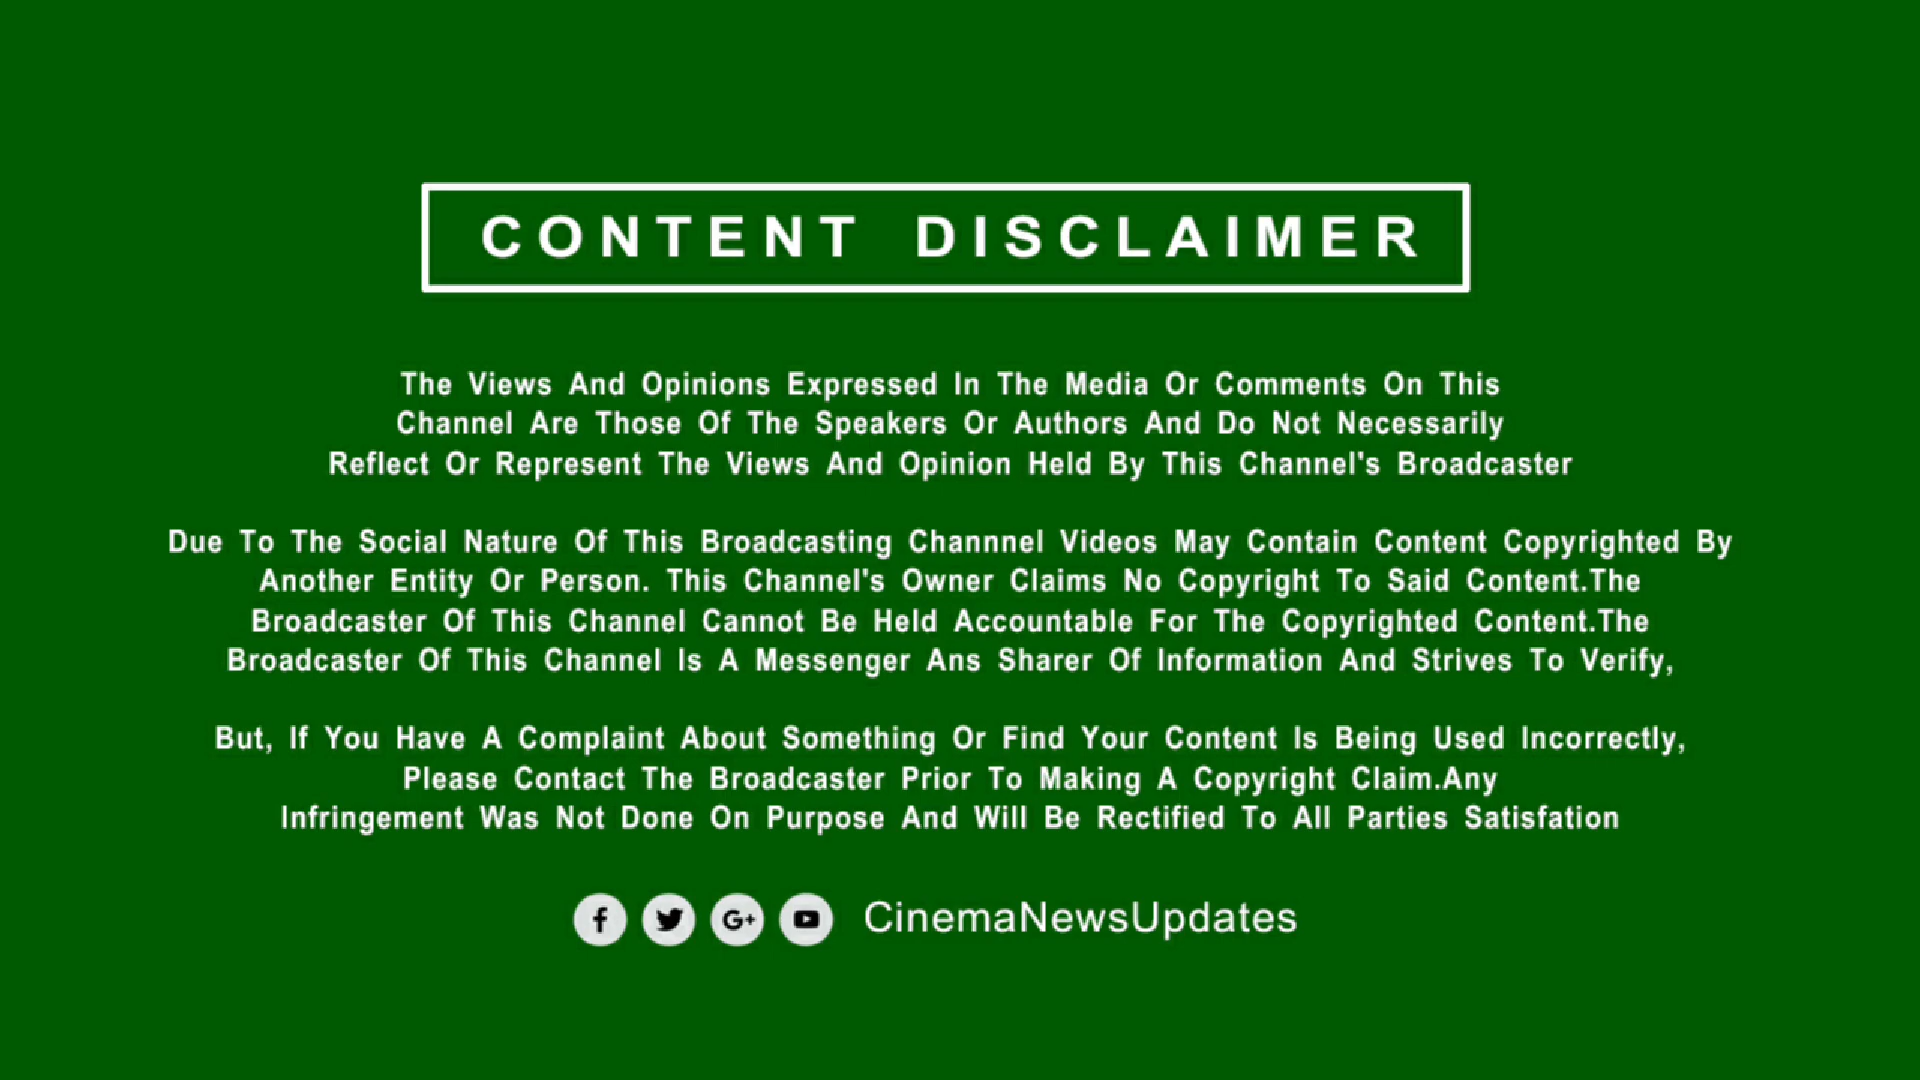 CONTENT DISCLAIMER
The Views And Opinions Expressed In The Media Or Comments On This
Channel Are Those Of The Speakers Or Authors And Do Not Necessarily
Reflect Or Represent The Views And Opinion Held By This Channel's Broadcaster
Due To The Social Nature Of This Broadcasting Channnel Videos May Contain Content Copyrighted By
Another Entity Or Person. This Channel's Owner Claims No Copyright To Said Content.The
Broadcaster Of This Channel Cannot Be Held Accountable For The Copyrighted Content.The
Broadcaster Of This Channel Is A Messenger Ans Sharer Of Information And Strives To Verify,
But, If You Have A Complaint About Something Or Find Your Content Is Being Used Incorrectly,
Please Contact The Broadcaster Prior To Making A Copyright Claim.Any
Infringement Was Not Done On Purpose And Will Be Rectified To All Parties Satisfation
f G+ CinemaNewsUpdates